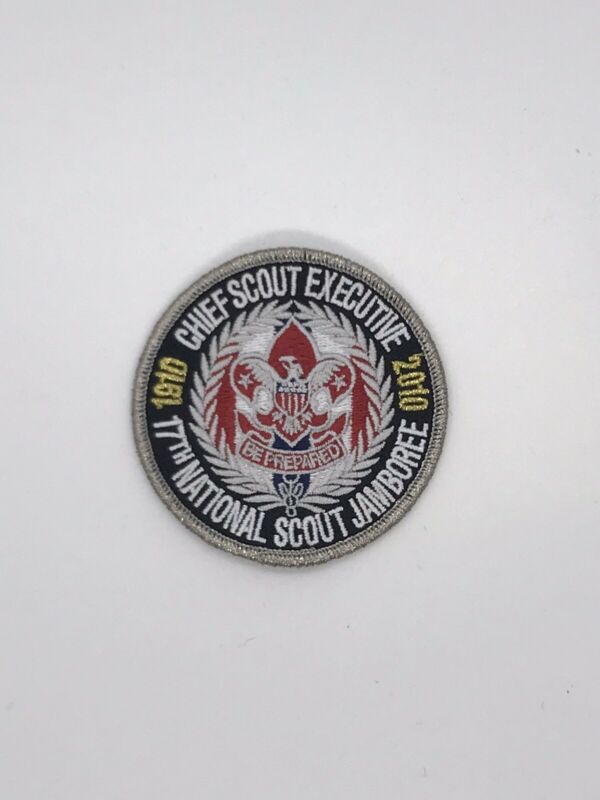 CHIEF SCOUT EXECUTIVE
1910
2010
BE PREPARED
17TH NATIONAL SCOUT JAMBOREE